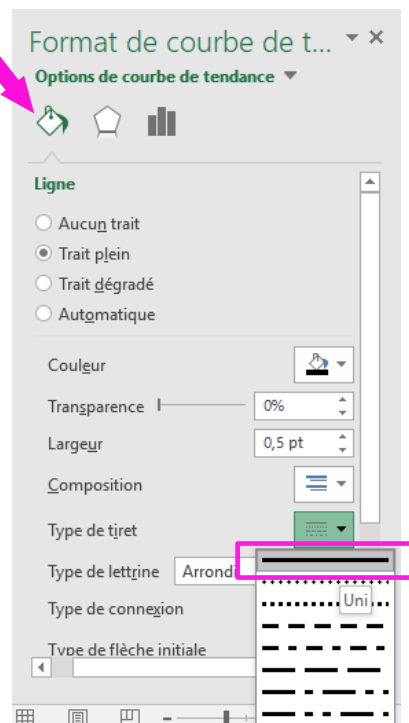 Format de courbe de t...
Options de courbe de tendance
Ligne
Aucun trait
Trait plein
Trait dégradé
Automatique
Couleur
Transparence 0%
Largeur 0,5 pt
Composition
Type de tiret
Type de lettrine Arrondi
Uni
Type de connexion
Type de flèche initiale